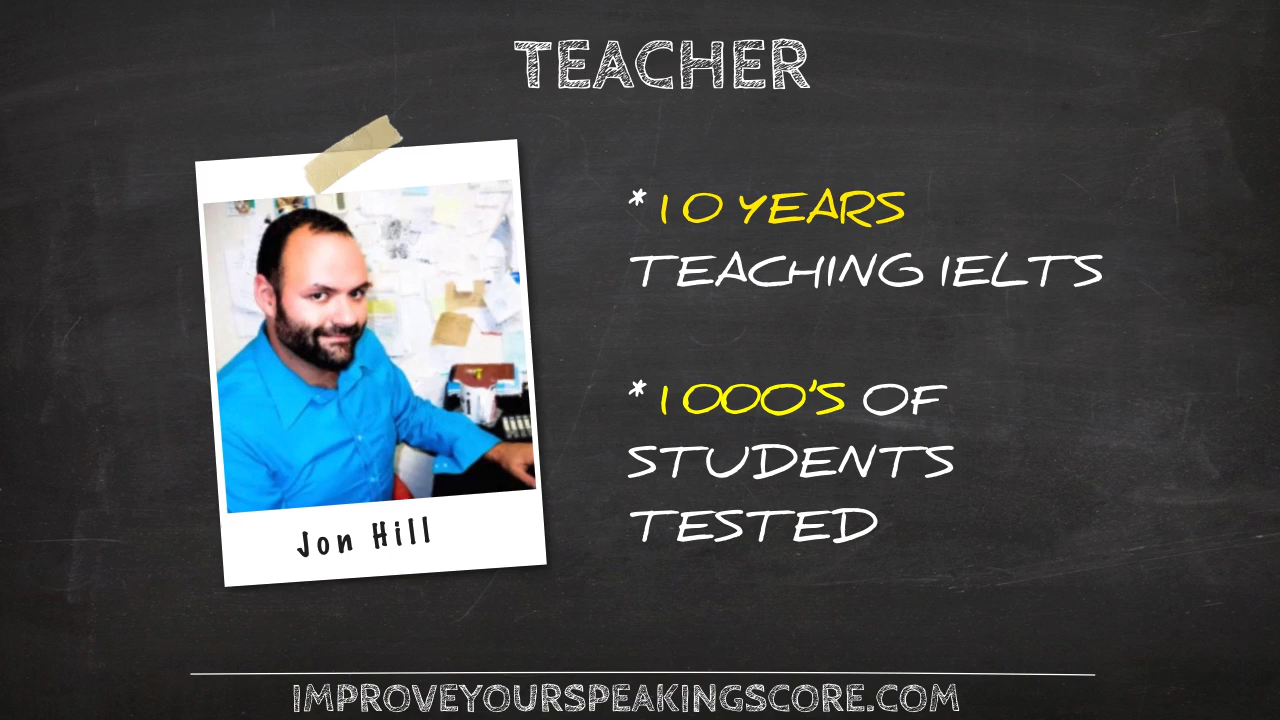 TEACHER
* 10 YEARS
TEACHING IELTS
* 1000'S OF
STUDENTS
TESTED
Jon Hill
IMPROVEYOURSPEAKINGSCORE.COM